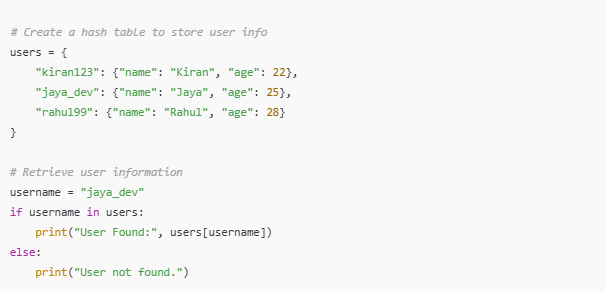 # Create a hash table to store user info
users = {
    "kiran123": {"name": "Kiran", "age": 22},
    "jaya_dev": {"name": "Jaya", "age": 25},
    "rahul99": {"name": "Rahul", "age": 28}
}
# Retrieve user information
username = "jaya_dev"
if username in users:
    print("User Found:", users[username])
else:
    print("User not found.")